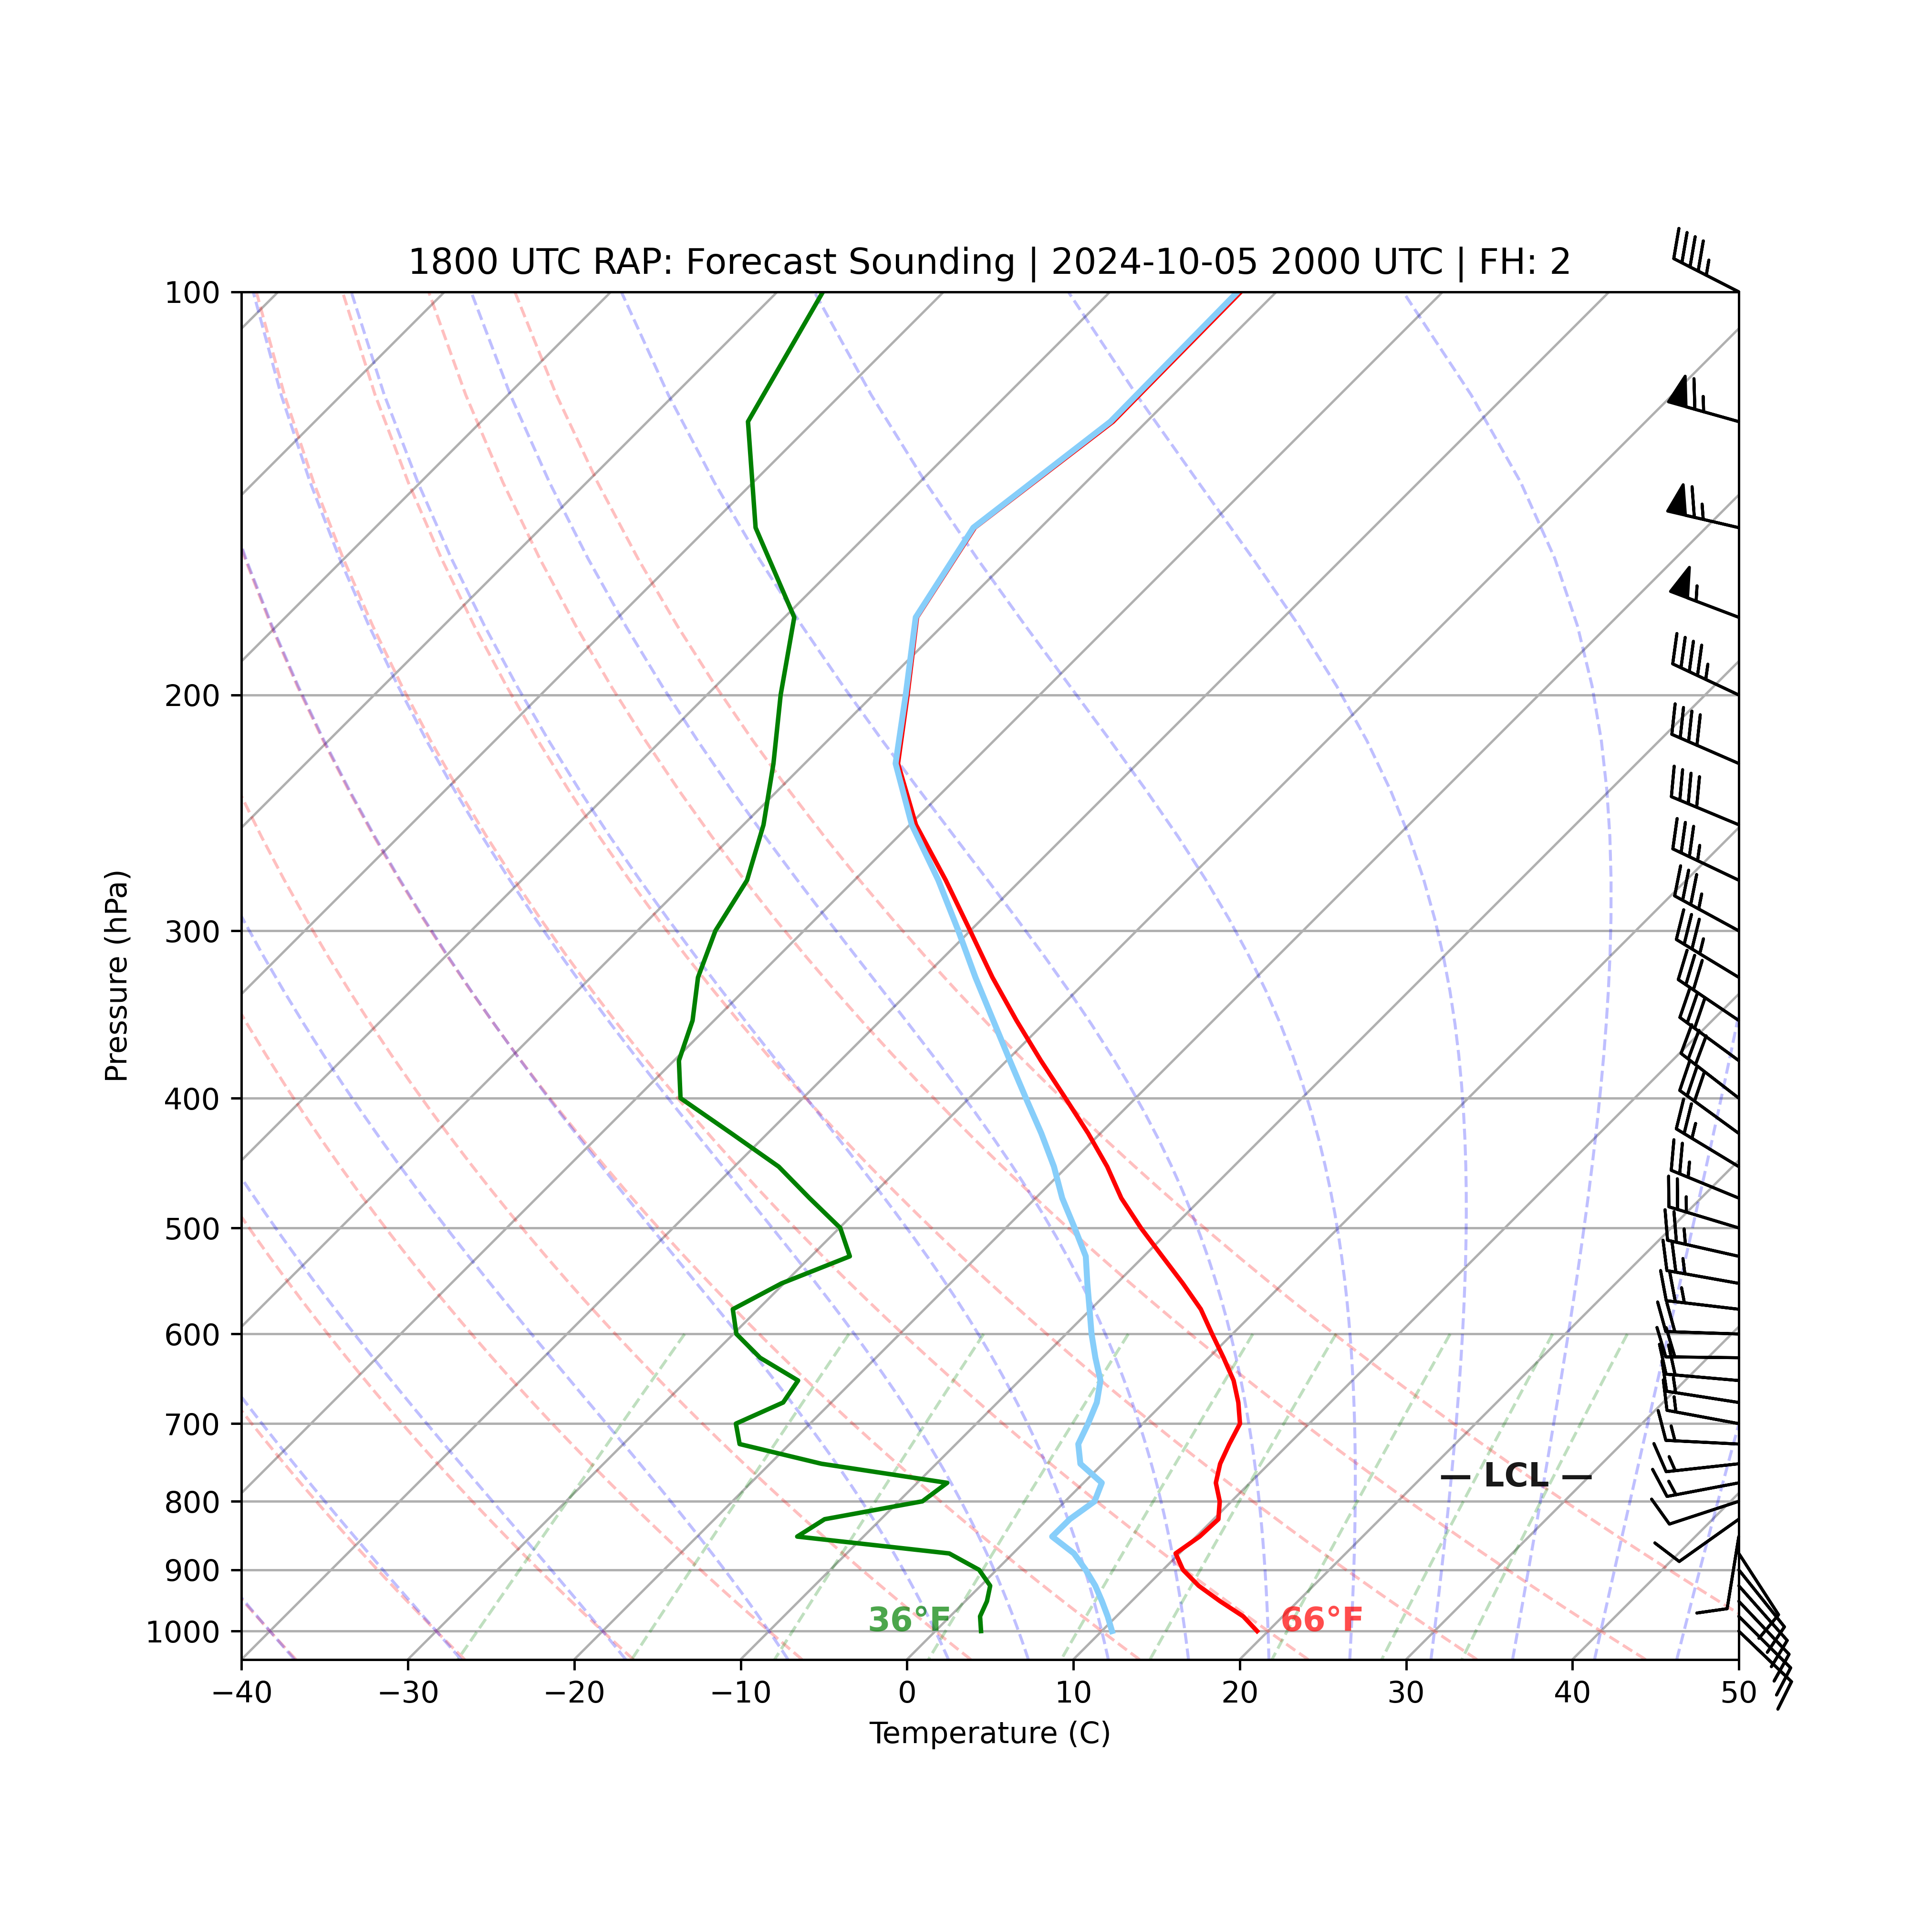 1800 UTC RAP: Forecast Sounding | 2024-10-05 2000 UTC | FH: 2
100
200
300
400
500
600
700
800
900
1000
Pressure (hPa)
— LCL —
36°F
66°F
−40 −30 −20 −10 0 10 20 30 40 50
Temperature (C)